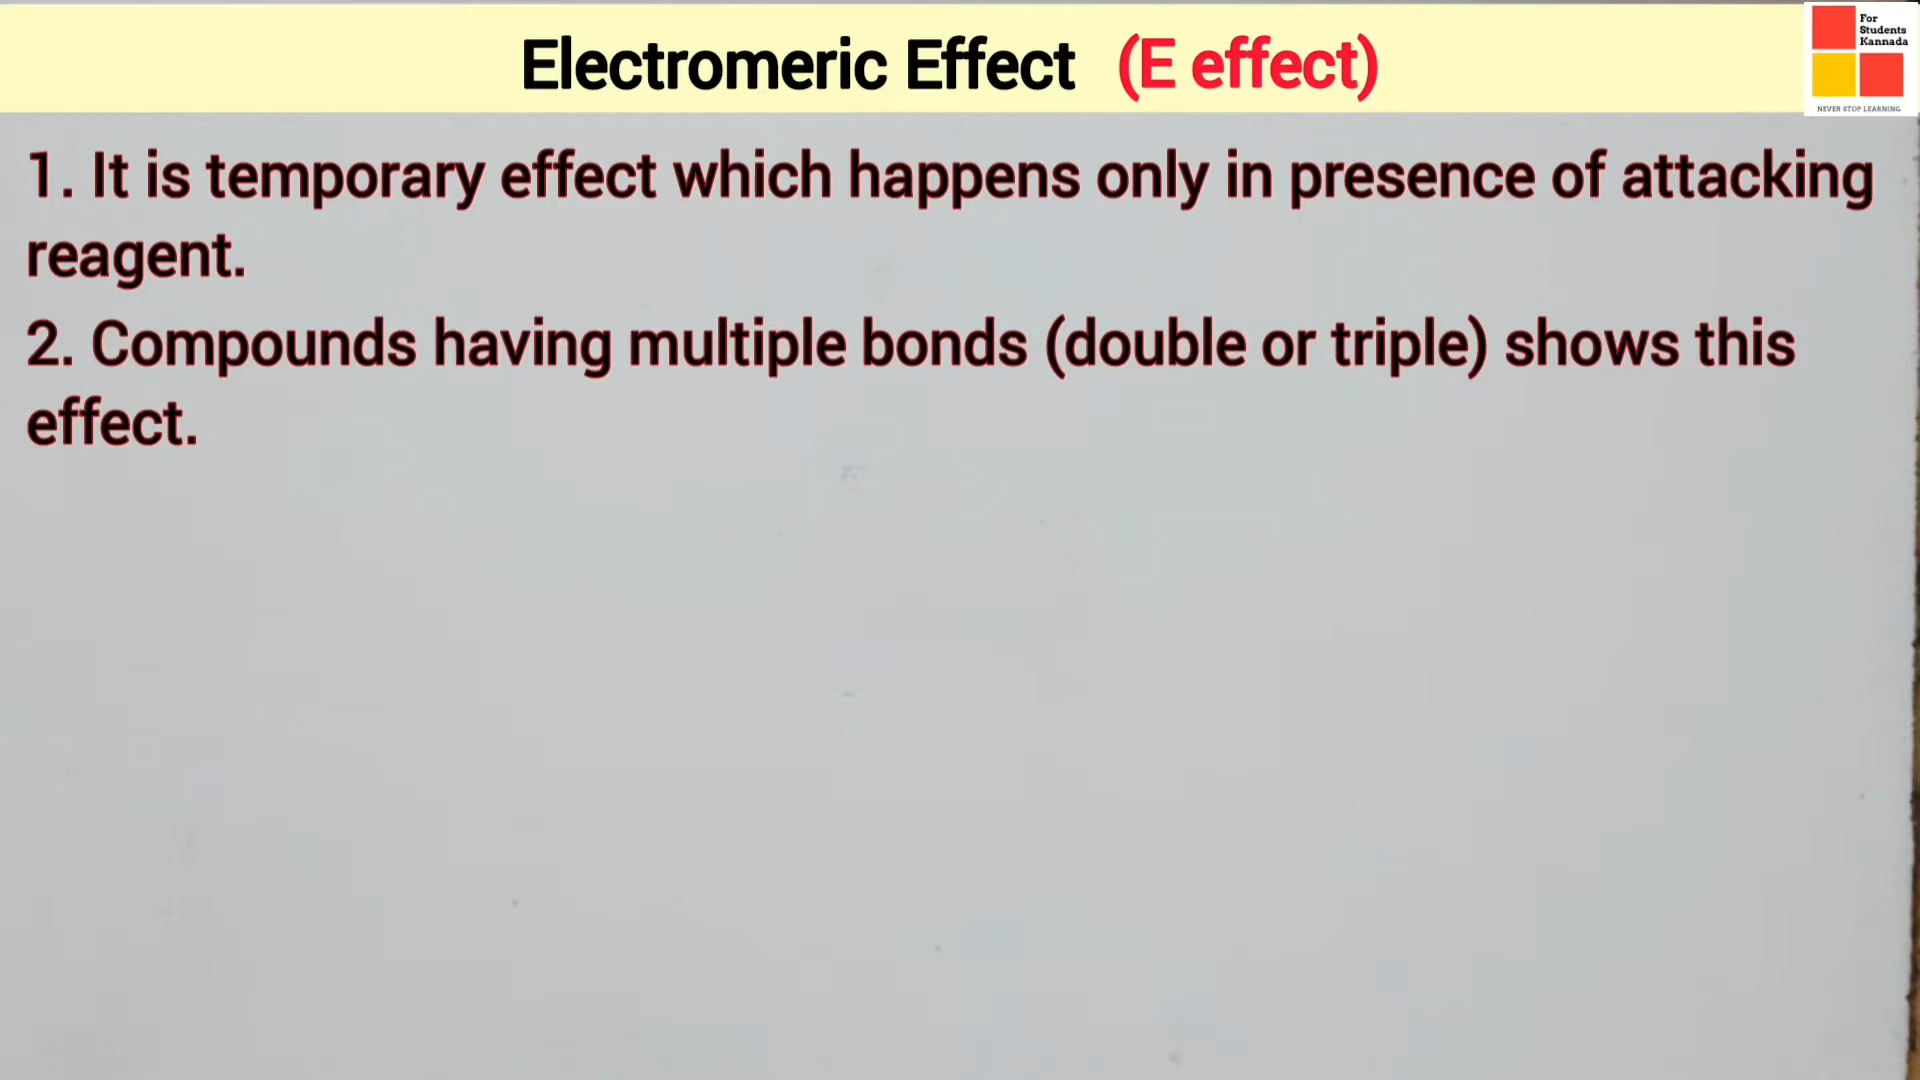 Electromeric Effect (E effect)
For
Students
Kannada
NEVER STOP LEARNING
1. It is temporary effect which happens only in presence of attacking
reagent.
2. Compounds having multiple bonds (double or triple) shows this
effect.